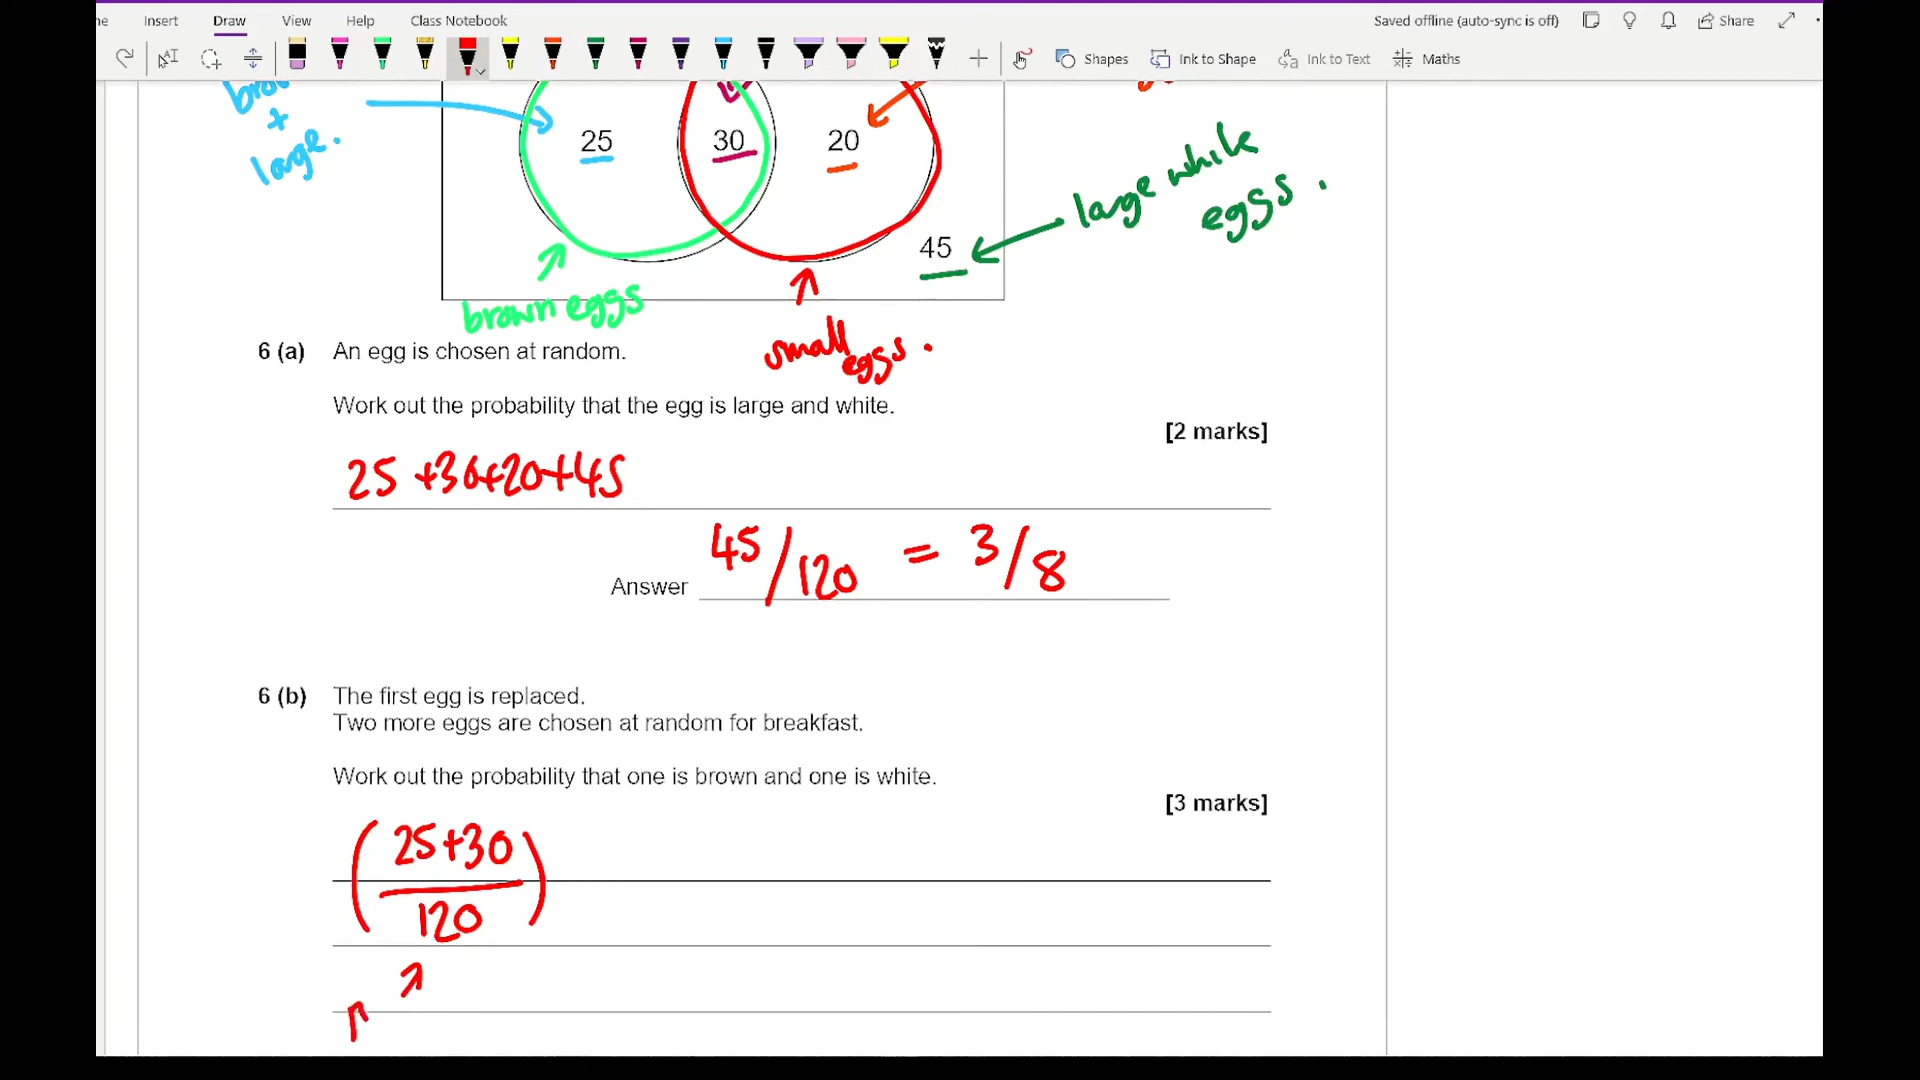 Insert Draw View Help Class Notebook Saved offline (auto-sync is off) Share
Shapes Ink to Shape Ink to Text Maths
+
large.
25 30 20
45
large white
eggs.
brown eggs
small
eggs.
6 (a) An egg is chosen at random.
Work out the probability that the egg is large and white.
[2 marks]
25 +30+20+45
Answer 45/120 = 3/8
6 (b) The first egg is replaced.
Two more eggs are chosen at random for breakfast.
Work out the probability that one is brown and one is white.
[3 marks]
(25+30
120)